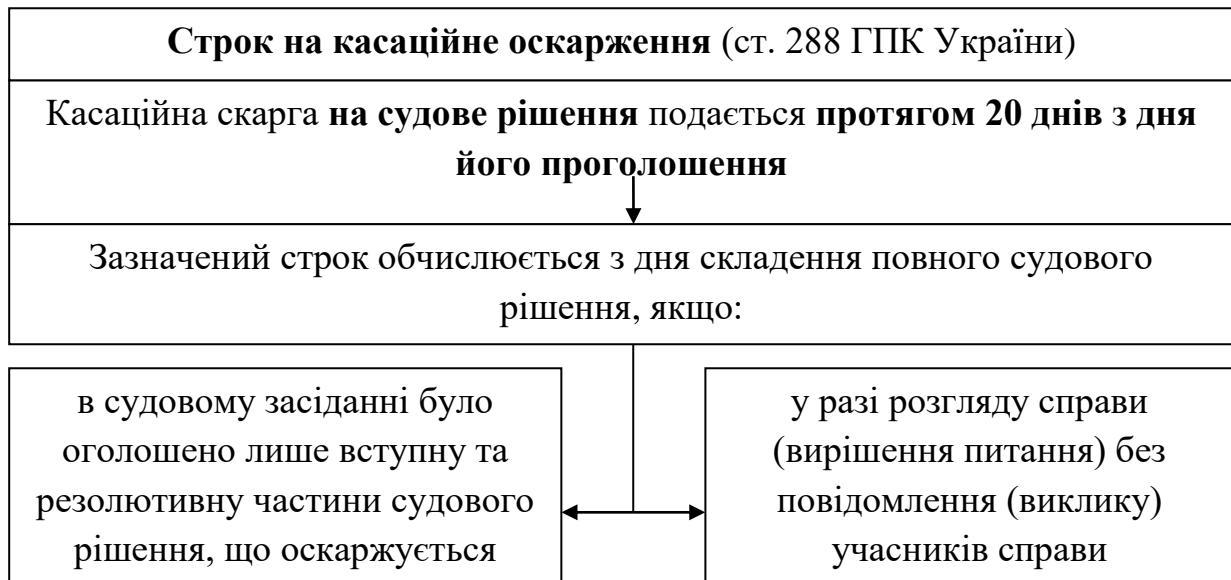 Строк на касаційне оскарження (ст. 288 ГПК України)
Касаційна скарга на судове рішення подається протягом 20 днів з дня
його проголошення
Зазначений строк обчислюється з дня складення повного судового
рішення, якщо:
в судовому засіданні було
оголошено лише вступну та
резолютивну частини судового
рішення, що оскаржується
у разі розгляду справи
(вирішення питання) без
повідомлення (виклику)
учасників справи